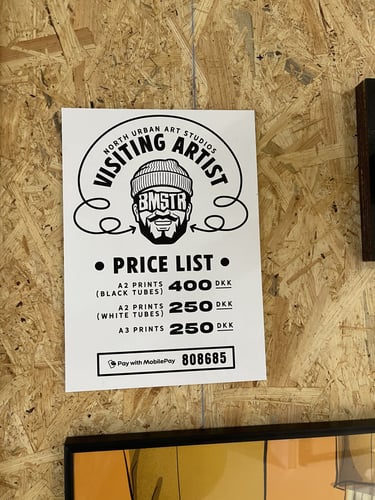 NORTH URBAN ART STUDIOS
VISITING ARTIST
BMSTR
• PRICE LIST •
A2 PRINTS
(BLACK TUBES) 400 DKK
A2 PRINTS
(WHITE TUBES) 250 DKK
A3 PRINTS 250 DKK
Pay with MobilePay 808685